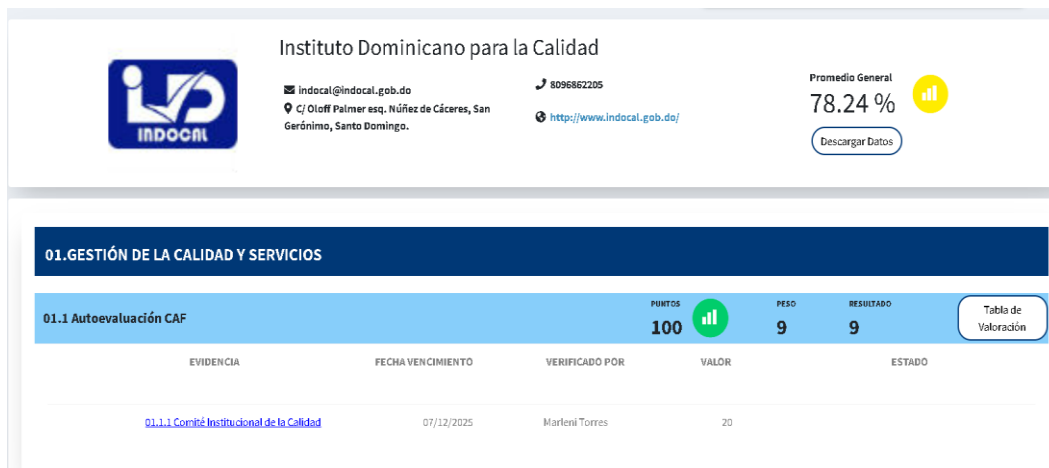 Instituto Dominicano para la Calidad
INDOCAL
indocal@indocal.gob.do
C/ Oloff Palmer esq. Núñez de Cáceres, San
Gerónimo, Santo Domingo.
8096862205
http://www.indocal.gob.do/
Promedio General
78.24 %
Descargar Datos
01.GESTIÓN DE LA CALIDAD Y SERVICIOS
01.1 Autoevaluación CAF
PUNTOS
100
PESO
9
RESULTADO
9
Tabla de
Valoración
EVIDENCIA FECHA VENCIMIENTO VERIFICADO POR VALOR ESTADO
01.1.1 Comité Institucional de la Calidad 07/12/2025 Marleni Torres 20